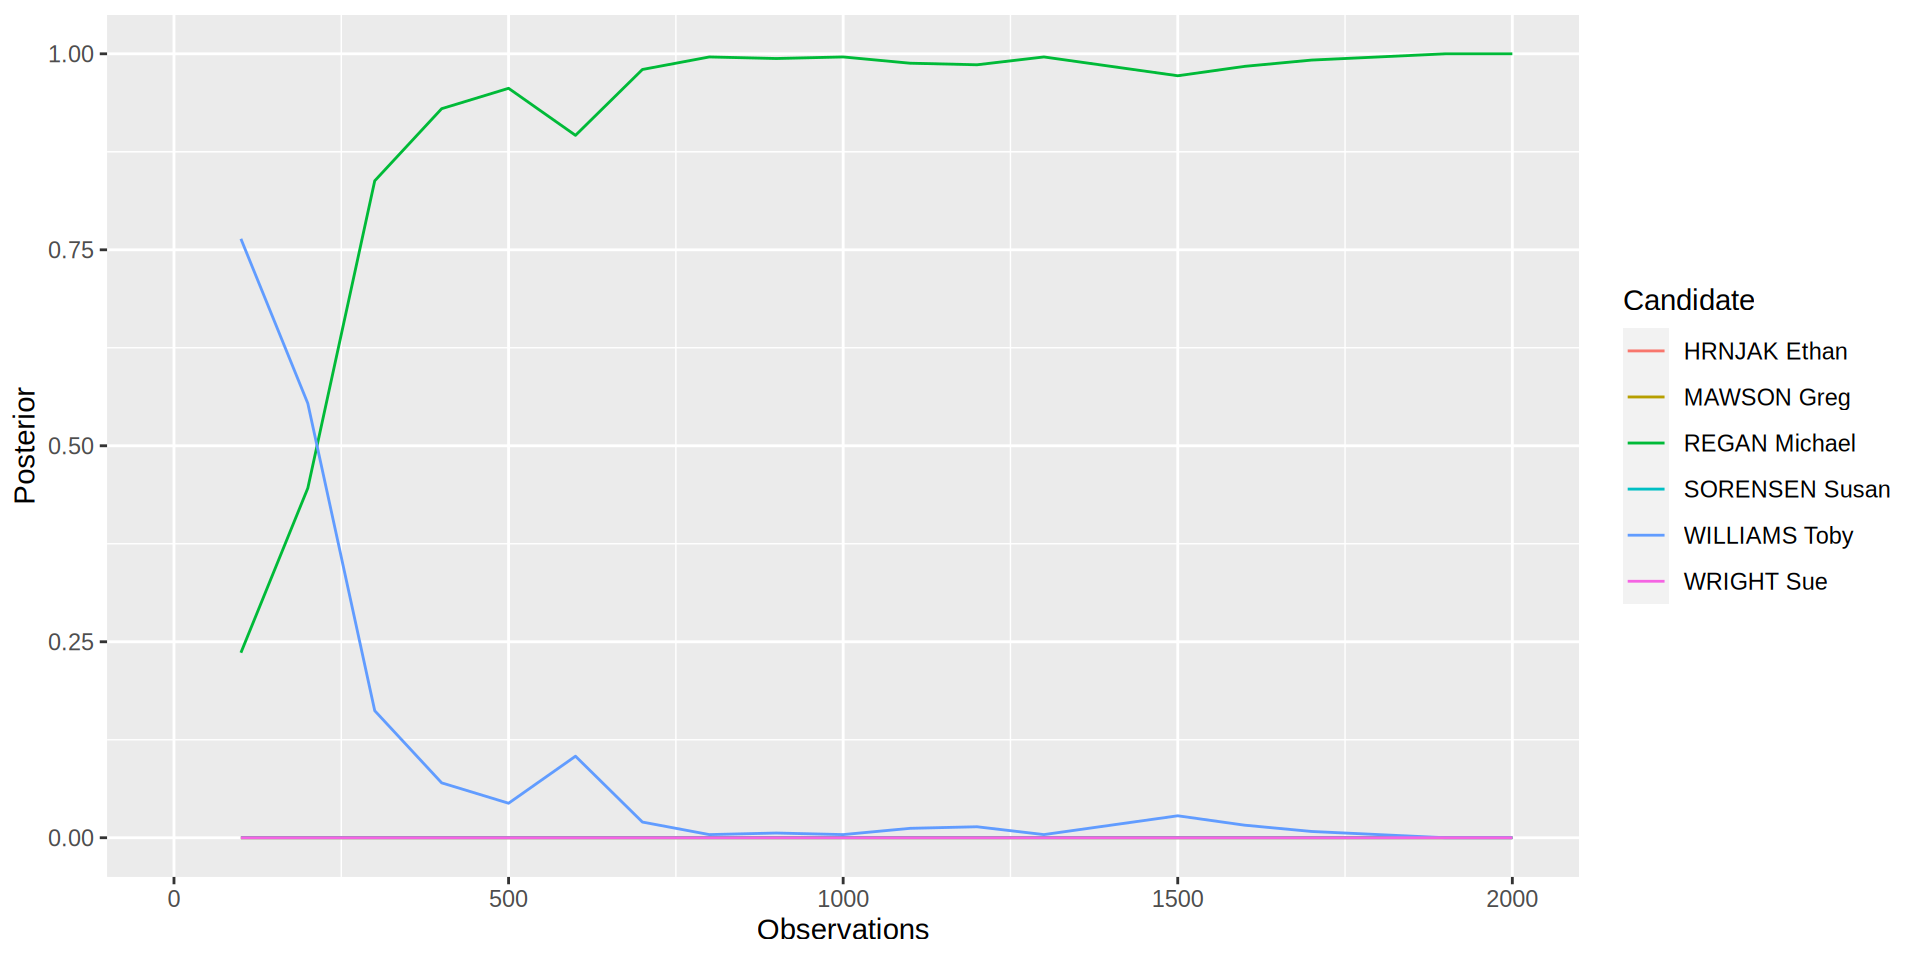 1.00
0.75
0.50
0.25
0.00
Posterior
0
500
1000
1500
2000
Observations
Candidate
HRNJAK Ethan
MAWSON Greg
REGAN Michael
SORENSEN Susan
WILLIAMS Toby
WRIGHT Sue